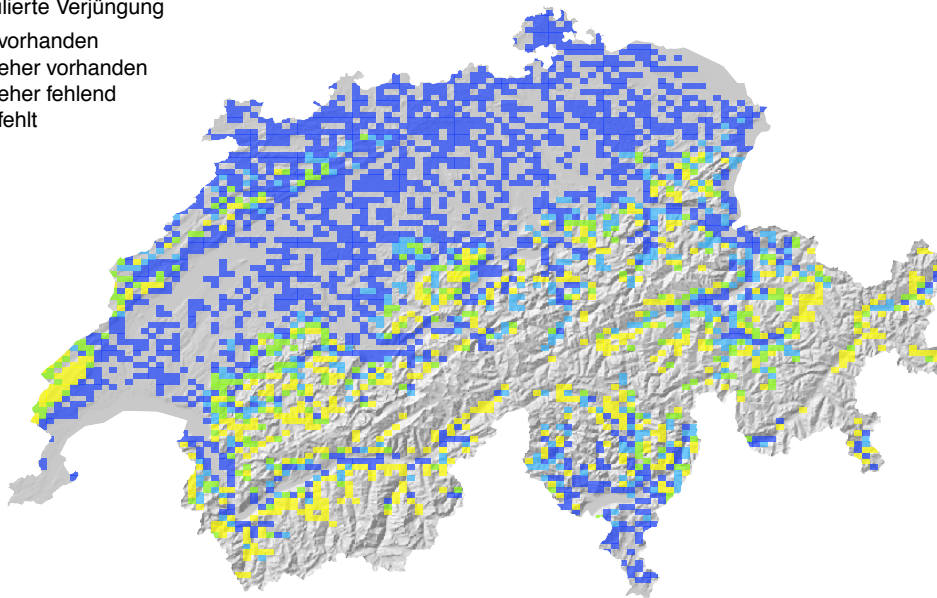 lierte Verjüngung
vorhanden
eher vorhanden
eher fehlend
fehlt